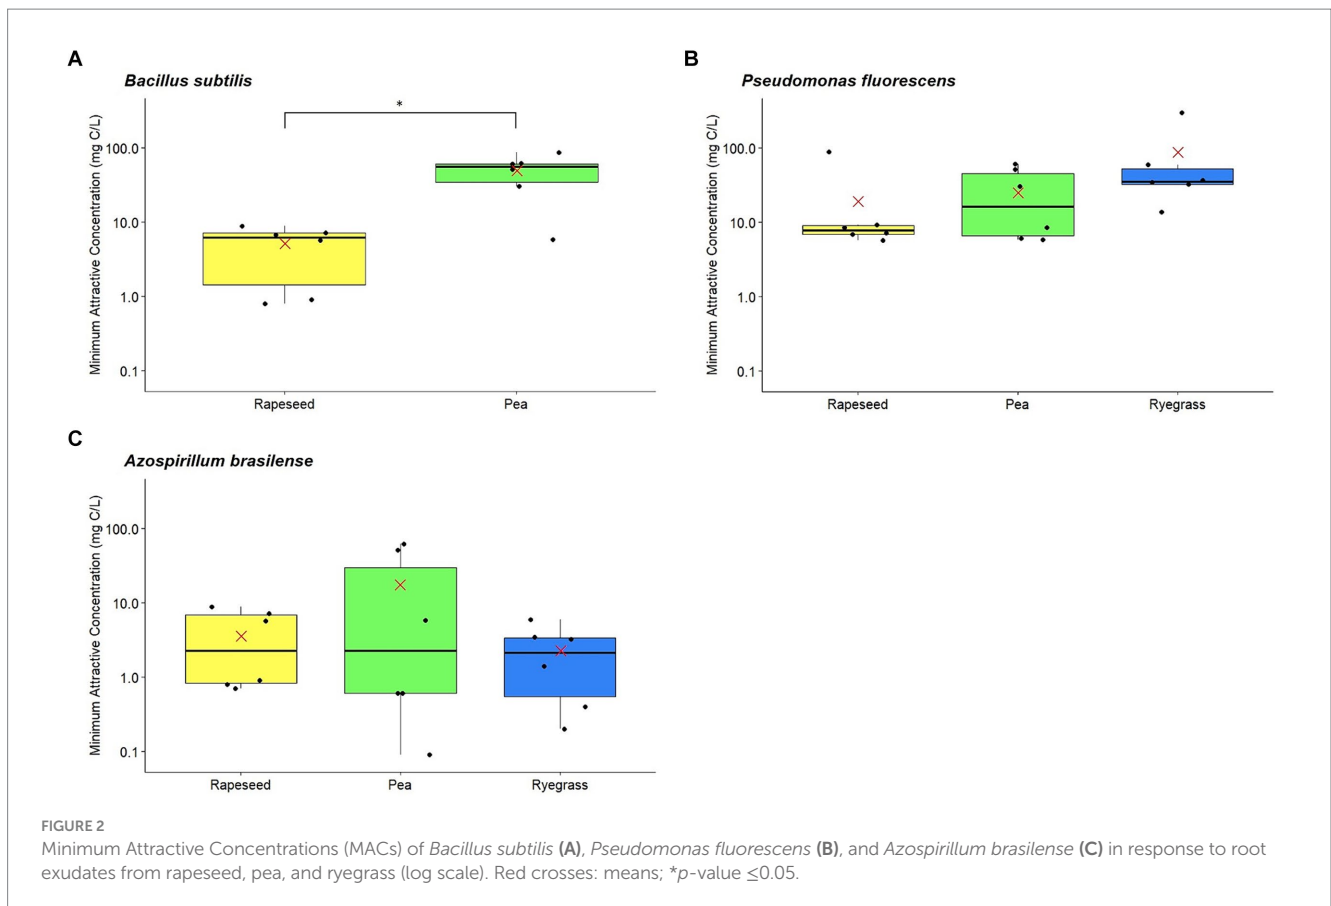 A
Bacillus subtilis
Minimum Attractive Concentration (mg C/L)
100.0
10.0
1.0
0.1
*
Rapeseed
Pea
B
Pseudomonas fluorescens
Minimum Attractive Concentration (mg C/L)
100.0
10.0
1.0
0.1
Rapeseed
Pea
Ryegrass
C
Azospirillum brasilense
Minimum Attractive Concentration (mg C/L)
100.0
10.0
1.0
0.1
Rapeseed
Pea
Ryegrass
FIGURE 2
Minimum Attractive Concentrations (MACs) of Bacillus subtilis (A), Pseudomonas fluorescens (B), and Azospirillum brasilense (C) in response to root
exudates from rapeseed, pea, and ryegrass (log scale). Red crosses: means; *p-value ≤0.05.